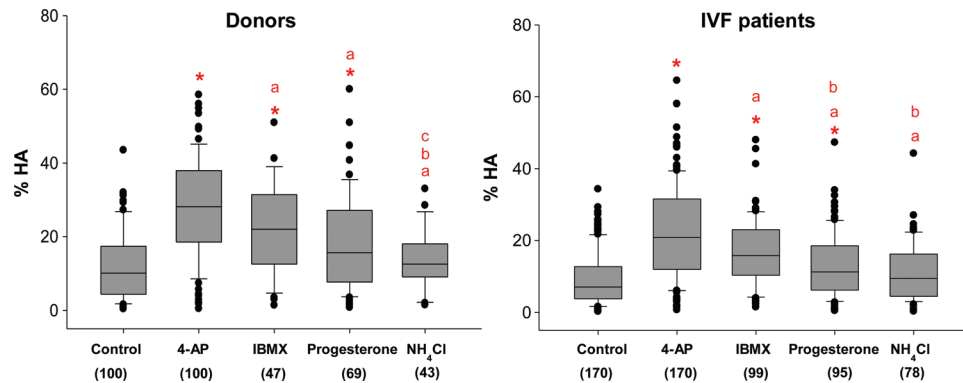 Donors
% HA
80
60
40
20
0
*
a
*
a
*
c
b
a
Control 4-AP IBMX Progesterone NH4Cl
(100) (100) (47) (69) (43)
IVF patients
% HA
80
60
40
20
0
*
a
*
b
a
*
b
a
Control 4-AP IBMX Progesterone NH4Cl
(170) (170) (99) (95) (78)